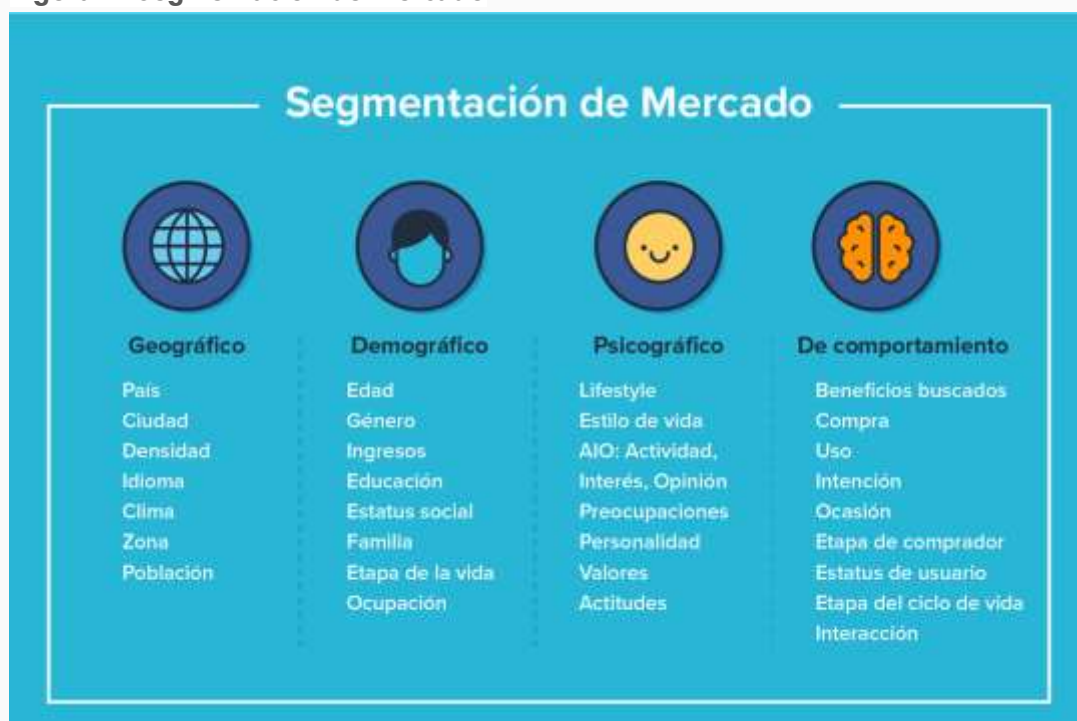 Segmentación de Mercado
Geográfico
País
Ciudad
Densidad
Idioma
Clima
Zona
Población
Demográfico
Edad
Género
Ingresos
Educación
Estatus social
Familia
Etapa de la vida
Ocupación
Psicográfico
Lifestyle
Estilo de vida
AIO: Actividad,
Interés, Opinión
Preocupaciones
Personalidad
Valores
Actitudes
De comportamiento
Beneficios buscados
Compra
Uso
Intención
Ocasión
Etapa de comprador
Estatus de usuario
Etapa del ciclo de vida
Interacción